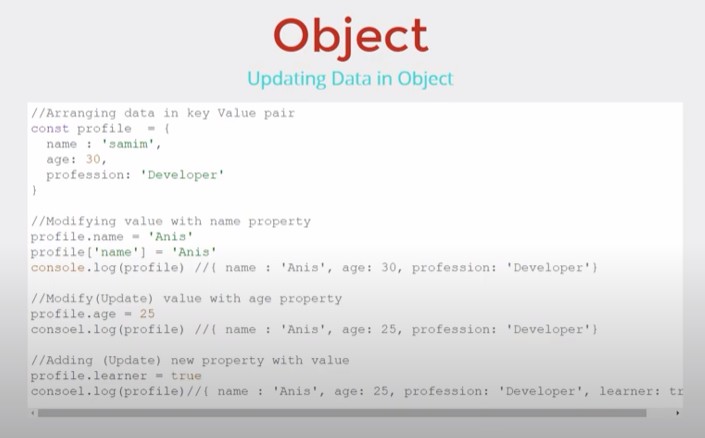 Object
Updating Data in Object
//Arranging data in key Value pair
const profile = {
name : 'samim',
age: 30,
profession: 'Developer'
}
//Modifying value with name property
profile.name = 'Anis'
profile['name'] = 'Anis'
console.log(profile) //{ name : 'Anis', age: 30, profession: 'Developer'}
//Modify(Update) value with age property
profile.age = 25
consoel.log(profile) //{ name : 'Anis', age: 25, profession: 'Developer'}
//Adding (Update) new property with value
profile.learner = true
consoel.log(profile)//{ name : 'Anis', age: 25, profession: 'Developer', learner: tr